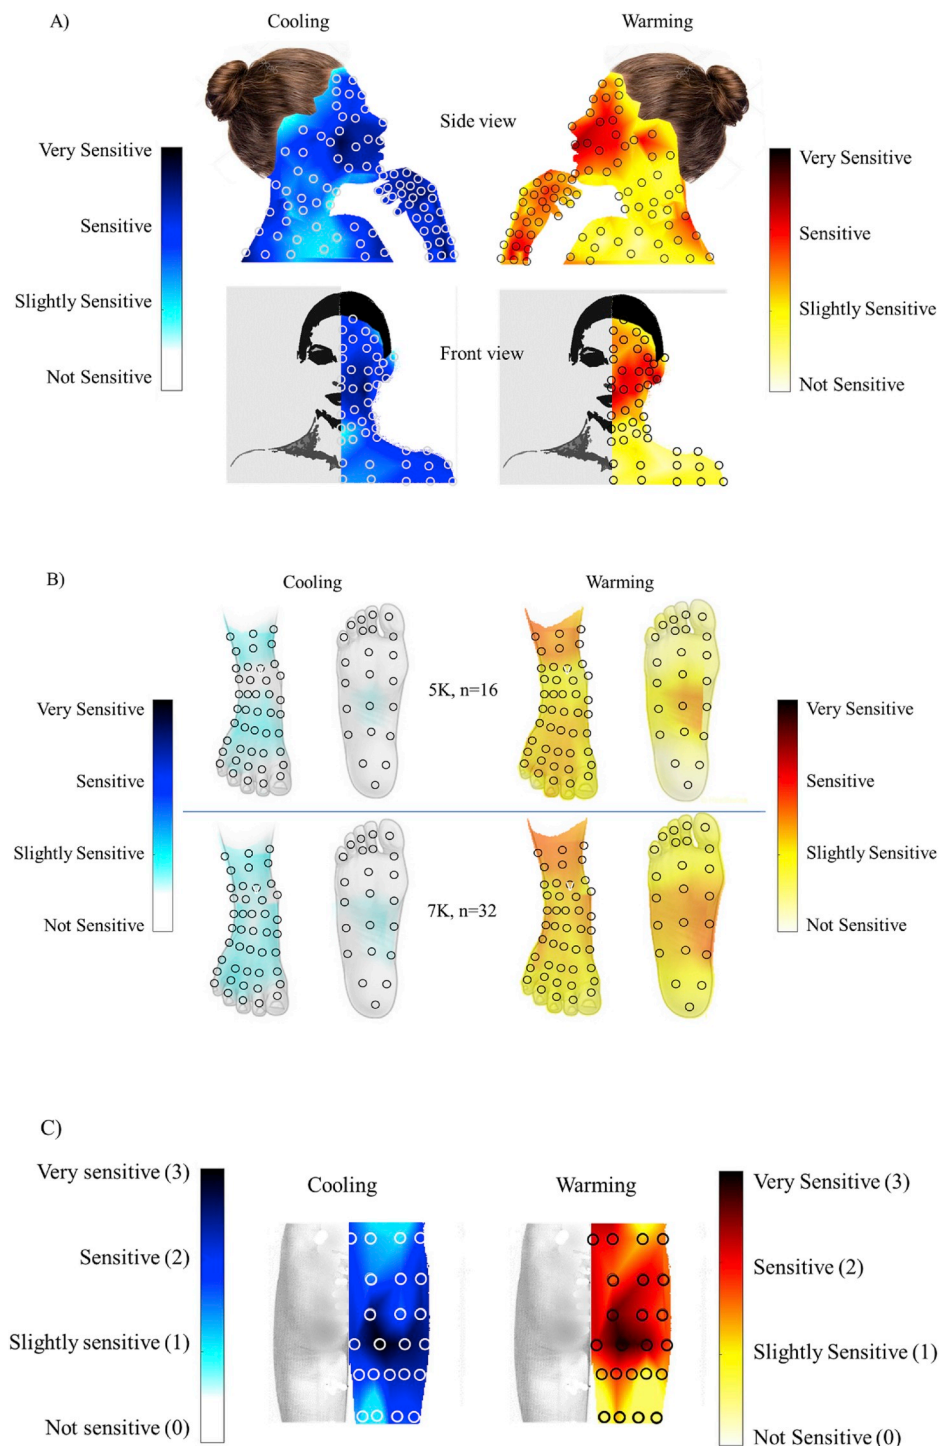 A)
Cooling
Warming
Side view
Very Sensitive
Sensitive
Slightly Sensitive
Not Sensitive
Very Sensitive
Sensitive
Slightly Sensitive
Not Sensitive
Front view
B)
Cooling
Warming
Very Sensitive
Sensitive
Slightly Sensitive
Not Sensitive
5K, n=16
7K, n=32
Very Sensitive
Sensitive
Slightly Sensitive
Not Sensitive
C)
Very sensitive (3)
Sensitive (2)
Slightly sensitive (1)
Not sensitive (0)
Cooling
Warming
Very Sensitive (3)
Sensitive (2)
Slightly Sensitive (1)
Not Sensitive (0)